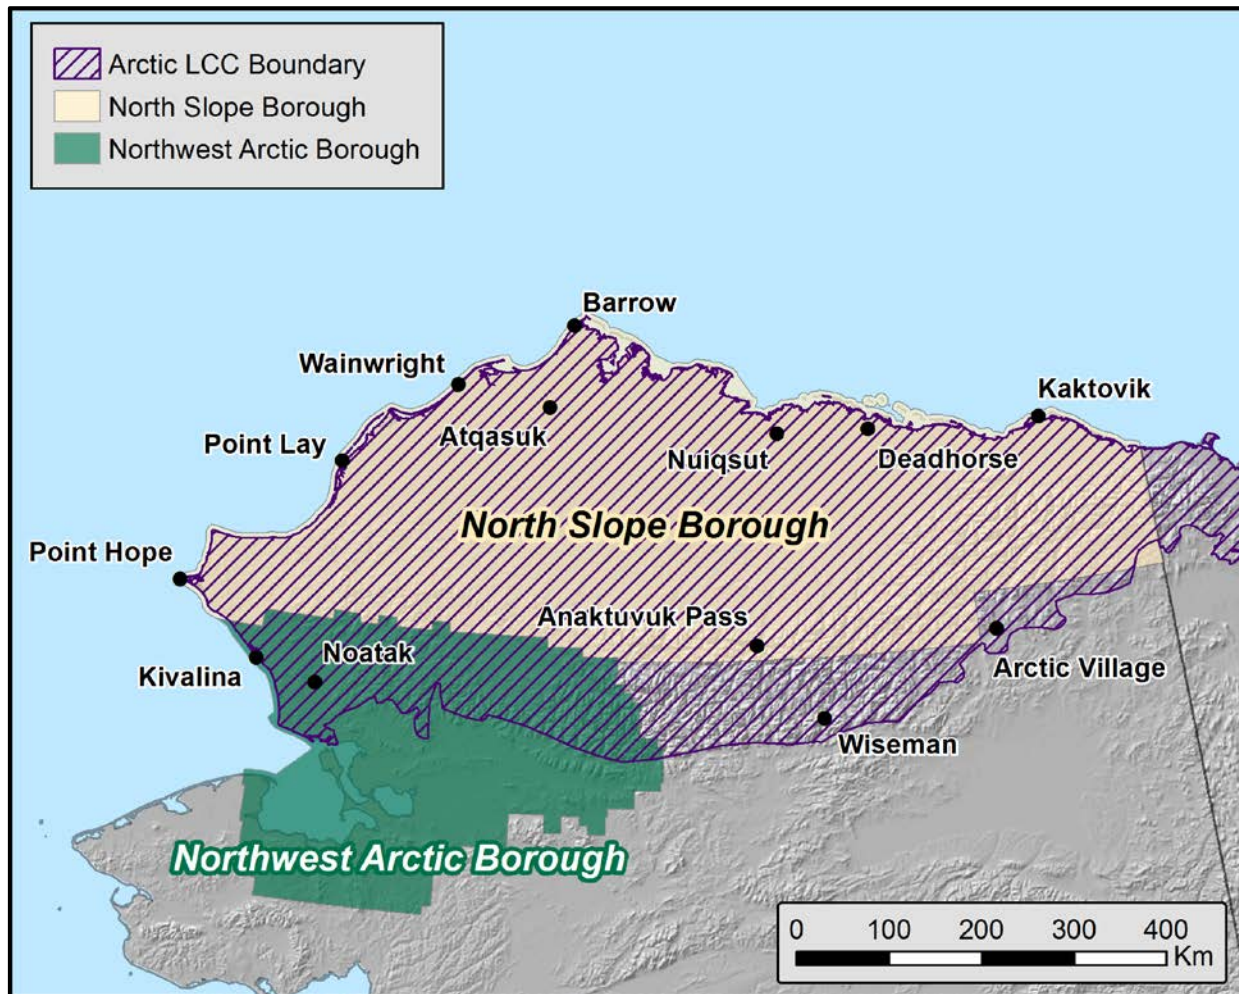 Arctic LCC Boundary
North Slope Borough
Northwest Arctic Borough
Barrow
Wainwright
Kaktovik
Atqasuk
Point Lay
Nuiqsut
Deadhorse
North Slope Borough
Point Hope
Anaktuvuk Pass
Noatak
Kivalina
Arctic Village
Wiseman
Northwest Arctic Borough
0 100 200 300 400
Km